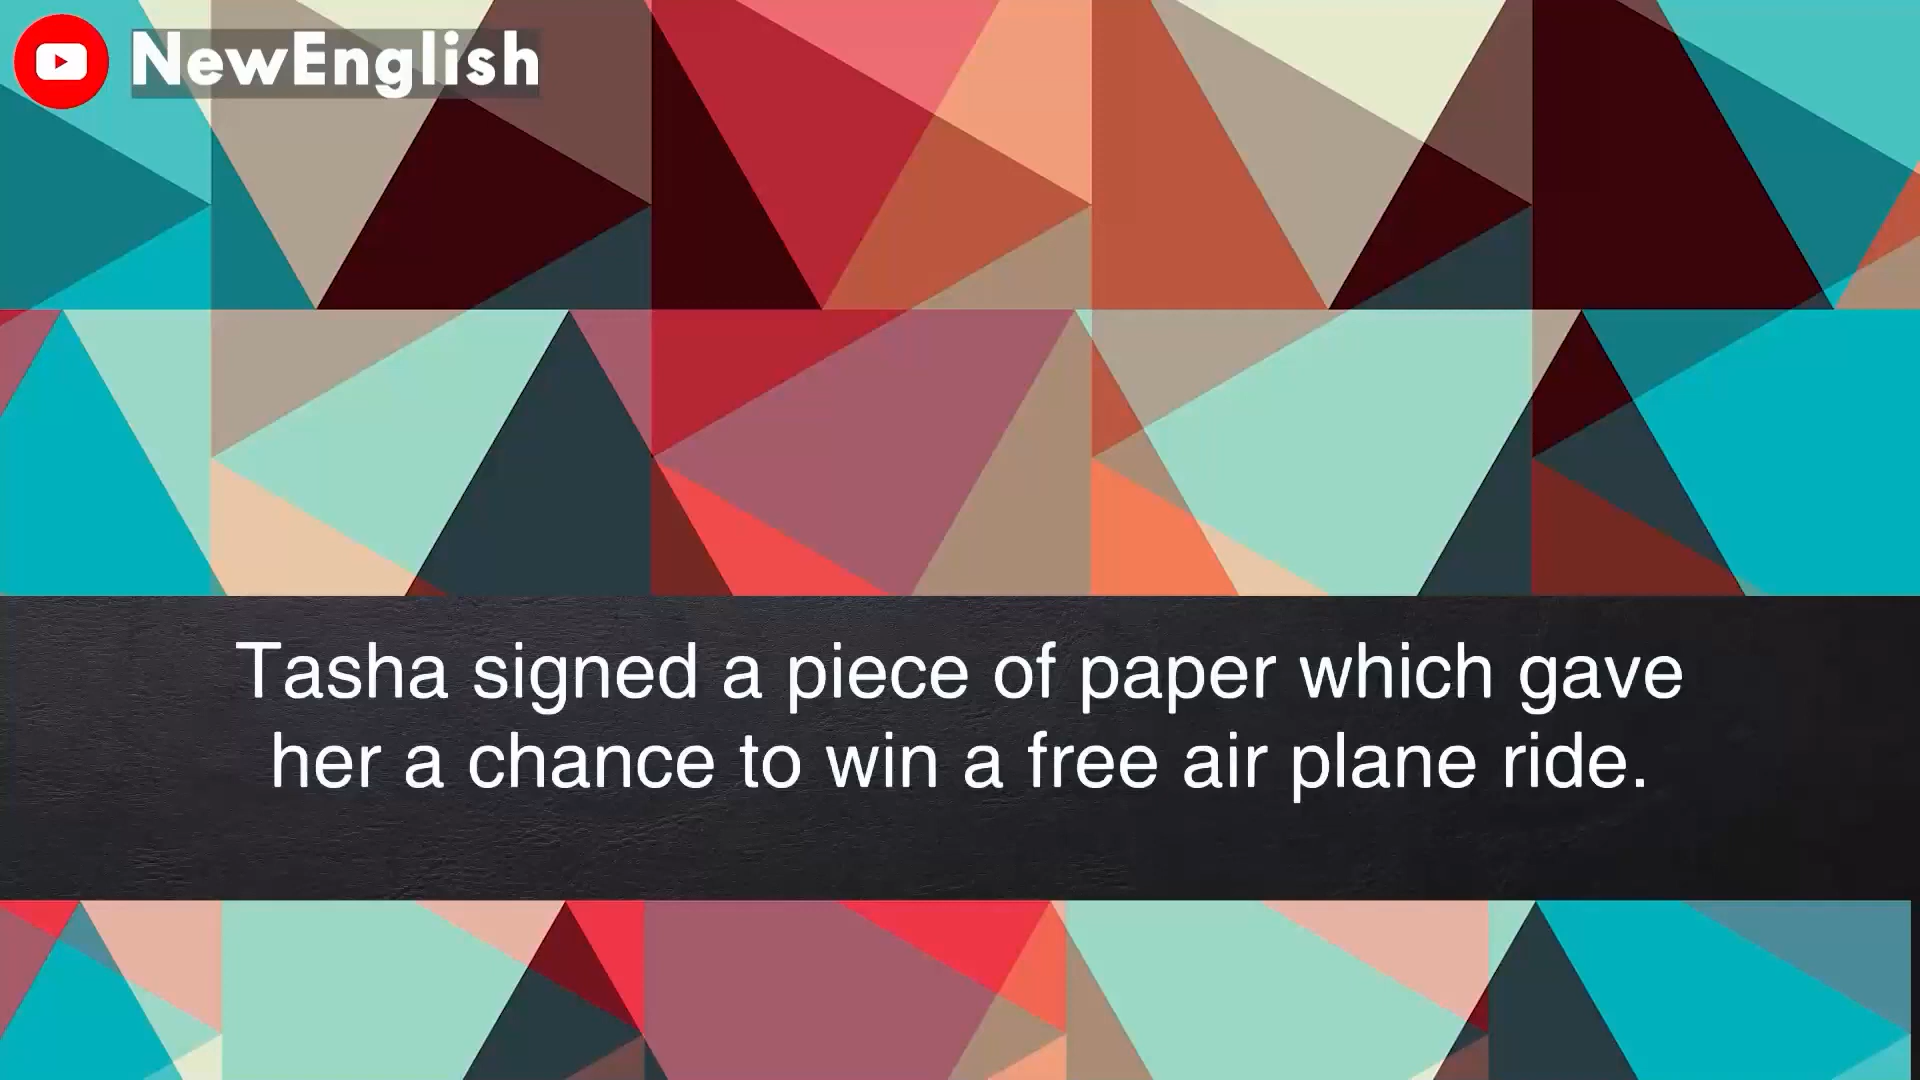 NewEnglish
Tasha signed a piece of paper which gave
her a chance to win a free air plane ride.